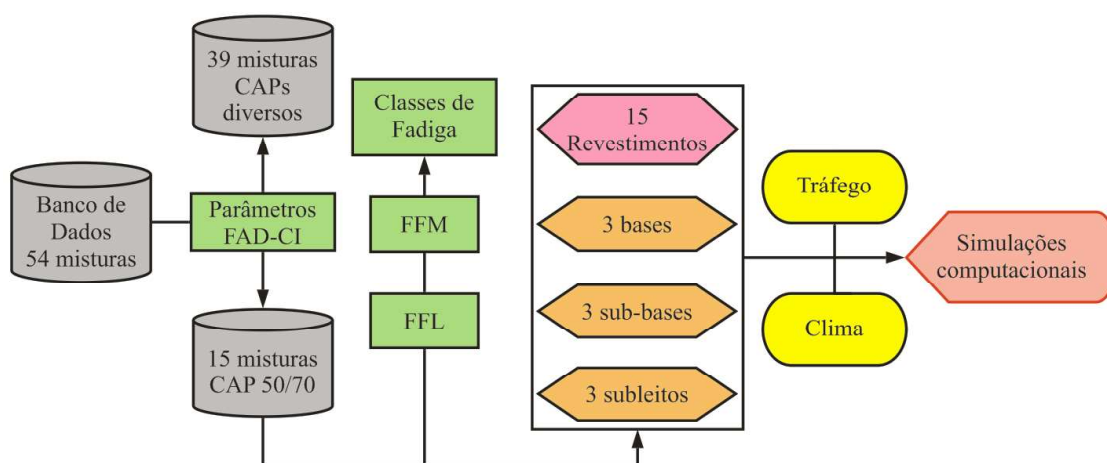 39 misturas
CAPs
diversos
Banco de
Dados
54 misturas
Parâmetros
FAD-CI
15 misturas
CAP 50/70
Classes de
Fadiga
FFM
FFL
15
Revestimentos
3 bases
3 sub-bases
3 subleitos
Tráfego
Clima
Simulações
computacionais